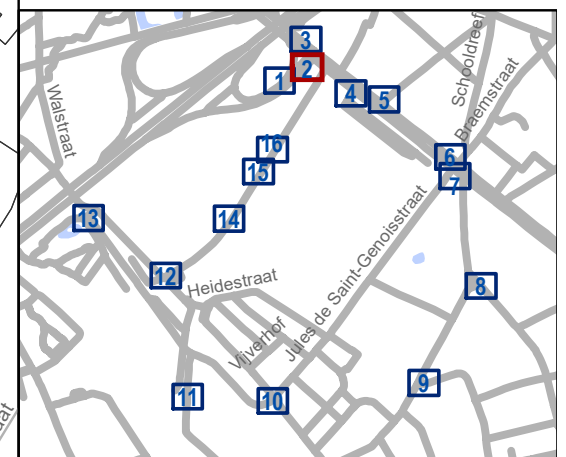 3
2
1
4
5
Schooldreef
Braemstraat
Walstraat
16
15
6
7
13
14
12
Heidestraat
Jules de Saint-Genoisstraat
8
Vijverhof
9
11
10
aat